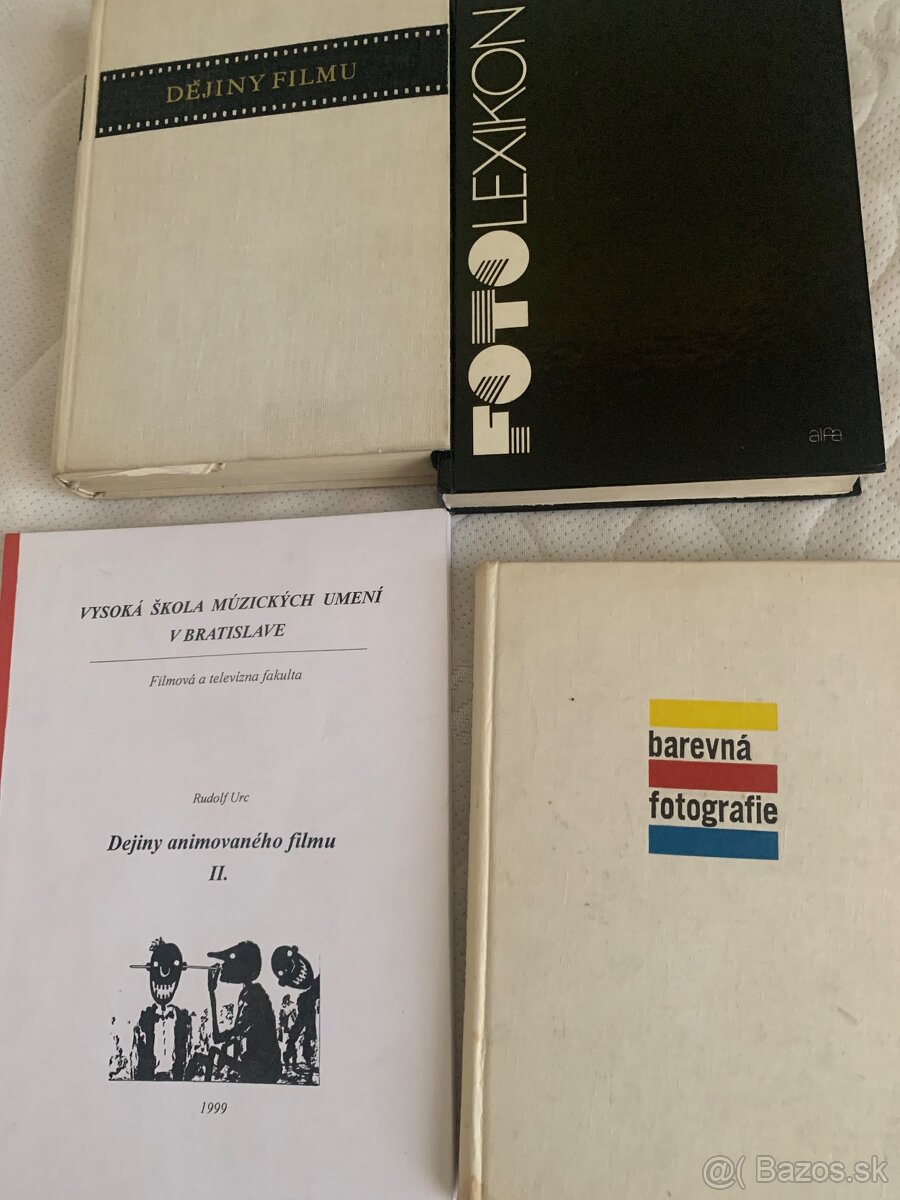 DĚJINY FILMU
FOTOLEXIKON
alfa
VYSOKÁ ŠKOLA MÚZICKÝCH UMENÍ
V BRATISLAVE
Filmová a televízna fakulta
Rudolf Urc
Dejiny animovaného filmu
II.
1999
barevná
fotografie
@( Bazos.sk